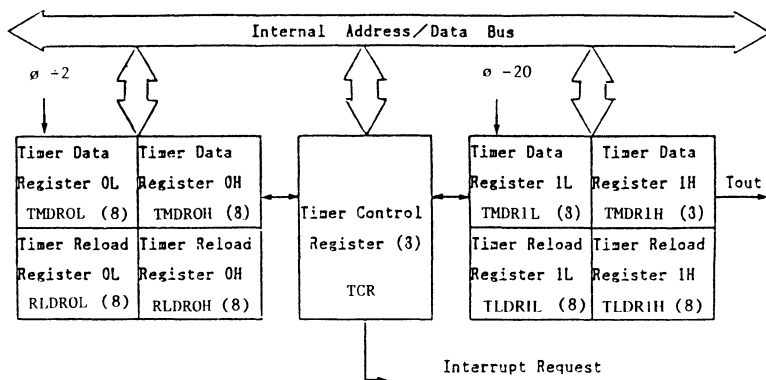 Internal Address/Data Bus
ø ÷2
ø -20
Timer Data
Register 0L
TMDROL (8)
Timer Data
Register 0H
TMDROH (8)
Timer Reload
Register 0L
RLDROL (8)
Timer Reload
Register 0H
RLDROH (8)
Timer Control
Register (3)
TCR
Timer Data
Register 1L
TMDR1L (3)
Timer Data
Register 1H
TMDR1H (3)
Timer Reload
Register 1L
TLDR1L (8)
Timer Reload
Register 1H
TLDR1H (8)
Tout
Interrupt Request